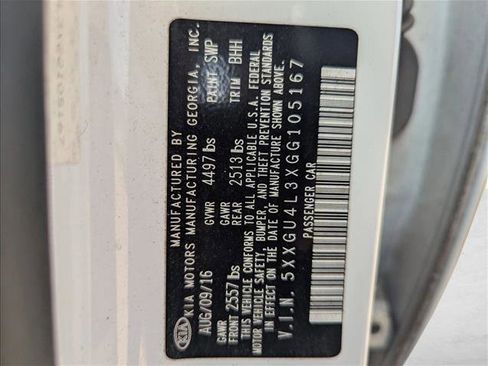 KIA
MANUFACTURED BY
KIA MOTORS MANUFACTURING GEORGIA, INC.
AUG/09/16 GVWR 4497 lbs PAINT SWP
GAWR FRONT 2557 lbs GAWR REAR 2513 lbs TRIM BHH
THIS VEHICLE CONFORMS TO ALL APPLICABLE U.S.A. FEDERAL
MOTOR VEHICLE SAFETY, BUMPER, AND THEFT PREVENTION STANDARDS
IN EFFECT ON THE DATE OF MANUFACTURE SHOWN ABOVE.
V.I.N. 5XXGU4L3XGG105167
PASSENGER CAR